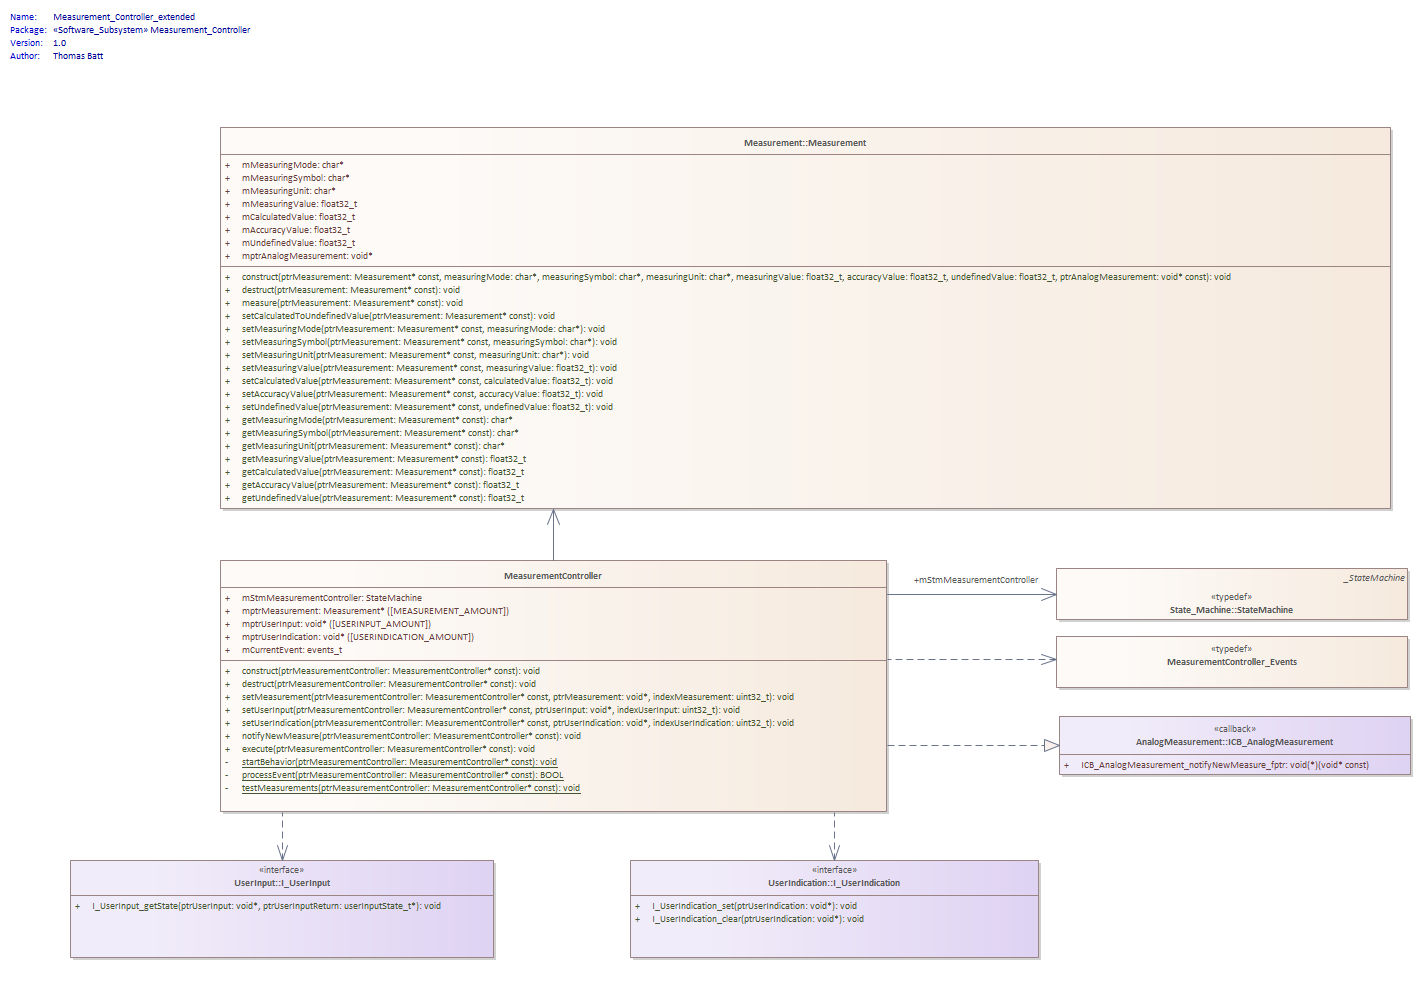 Name: Measurement_Controller_extended
Package: «Software_Subsystem» Measurement_Controller
Version: 1.0
Author: Thomas Batt
Measurement::Measurement
+ mMeasuringMode: char*
+ mMeasuringSymbol: char*
+ mMeasuringUnit: char*
+ mMeasuringValue: float32_t
+ mCalculatedValue: float32_t
+ mAccuracyValue: float32_t
+ mUndefinedValue: float32_t
+ mptrAnalogMeasurement: void*
+ construct(ptrMeasurement: Measurement* const, measuringMode: char*, measuringSymbol: char*, measuringUnit: char*, measuringValue: float32_t, accuracyValue: float32_t, undefinedValue: float32_t, ptrAnalogMeasurement: void* const): void
+ destruct(ptrMeasurement: Measurement* const): void
+ measure(ptrMeasurement: Measurement* const): void
+ setCalculatedToUndefinedValue(ptrMeasurement: Measurement* const): void
+ setMeasuringMode(ptrMeasurement: Measurement* const, measuringMode: char*): void
+ setMeasuringSymbol(ptrMeasurement: Measurement* const, measuringSymbol: char*): void
+ setMeasuringUnit(ptrMeasurement: Measurement* const, measuringUnit: char*): void
+ setMeasuringValue(ptrMeasurement: Measurement* const, measuringValue: float32_t): void
+ setCalculatedValue(ptrMeasurement: Measurement* const, calculatedValue: float32_t): void
+ setAccuracyValue(ptrMeasurement: Measurement* const, accuracyValue: float32_t): void
+ setUndefinedValue(ptrMeasurement: Measurement* const, undefinedValue: float32_t): void
+ getMeasuringMode(ptrMeasurement: Measurement* const): char*
+ getMeasuringSymbol(ptrMeasurement: Measurement* const): char*
+ getMeasuringUnit(ptrMeasurement: Measurement* const): char*
+ getMeasuringValue(ptrMeasurement: Measurement* const): float32_t
+ getCalculatedValue(ptrMeasurement: Measurement* const): float32_t
+ getAccuracyValue(ptrMeasurement: Measurement* const): float32_t
+ getUndefinedValue(ptrMeasurement: Measurement* const): float32_t
MeasurementController
+ mStmMeasurementController: StateMachine
+ mptrMeasurement: Measurement* ([MEASUREMENT_AMOUNT])
+ mptrUserInput: void* ([USERINPUT_AMOUNT])
+ mptrUserIndication: void* ([USERINDICATION_AMOUNT])
+ mCurrentEvent: events_t
+ construct(ptrMeasurementController: MeasurementController* const): void
+ destruct(ptrMeasurementController: MeasurementController* const): void
+ setMeasurement(ptrMeasurementController: MeasurementController* const, ptrMeasurement: void*, indexMeasurement: uint32_t): void
+ setUserInput(ptrMeasurementController: MeasurementController* const, ptrUserInput: void*, indexUserInput: uint32_t): void
+ setUserIndication(ptrMeasurementController: MeasurementController* const, ptrUserIndication: void*, indexUserIndication: uint32_t): void
+ notifyNewMeasure(ptrMeasurementController: MeasurementController* const): void
+ execute(ptrMeasurementController: MeasurementController* const): void
- startBehavior(ptrMeasurementController: MeasurementController* const): void
- processEvent(ptrMeasurementController: MeasurementController* const): BOOL
- testMeasurements(ptrMeasurementController: MeasurementController* const): void
+mStmMeasurementController
_StateMachine
«typedef»
State_Machine::StateMachine
«typedef»
MeasurementController_Events
«callback»
AnalogMeasurement::ICB_AnalogMeasurement
+ ICB_AnalogMeasurement_notifyNewMeasure_fptr: void(*)(void* const)
«interface»
UserInput::I_UserInput
+ I_UserInput_getState(ptrUserInput: void*, ptrUserInputReturn: userInputState_t*): void
«interface»
UserIndication::I_UserIndication
+ I_UserIndication_set(ptrUserIndication: void*): void
+ I_UserIndication_clear(ptrUserIndication: void*): void